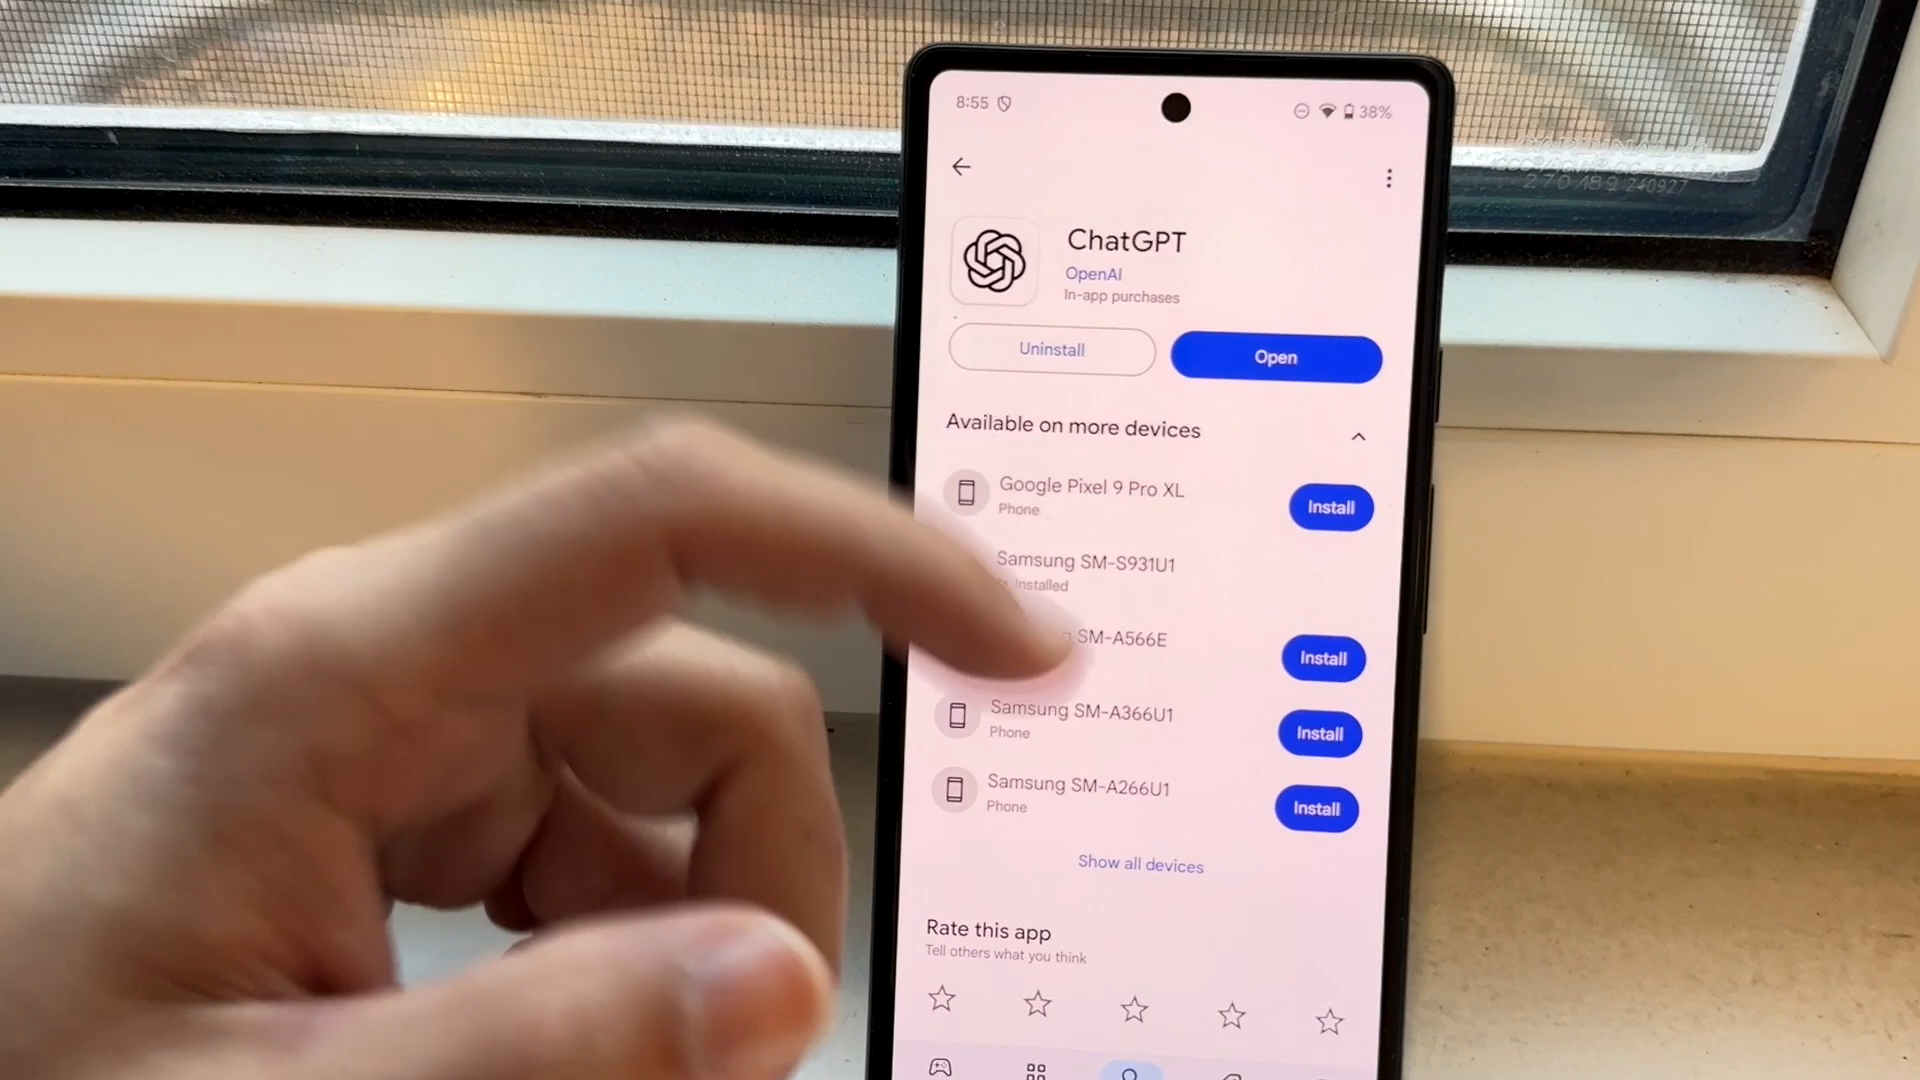 8:55
38%
270789 240927
ChatGPT
OpenAI
In-app purchases
Uninstall
Open
Available on more devices
Google Pixel 9 Pro XL
Phone
Install
Samsung SM-S931U1
Installed
SM-A566E
Install
Samsung SM-A366U1
Phone
Install
Samsung SM-A266U1
Phone
Install
Show all devices
Rate this app
Tell others what you think